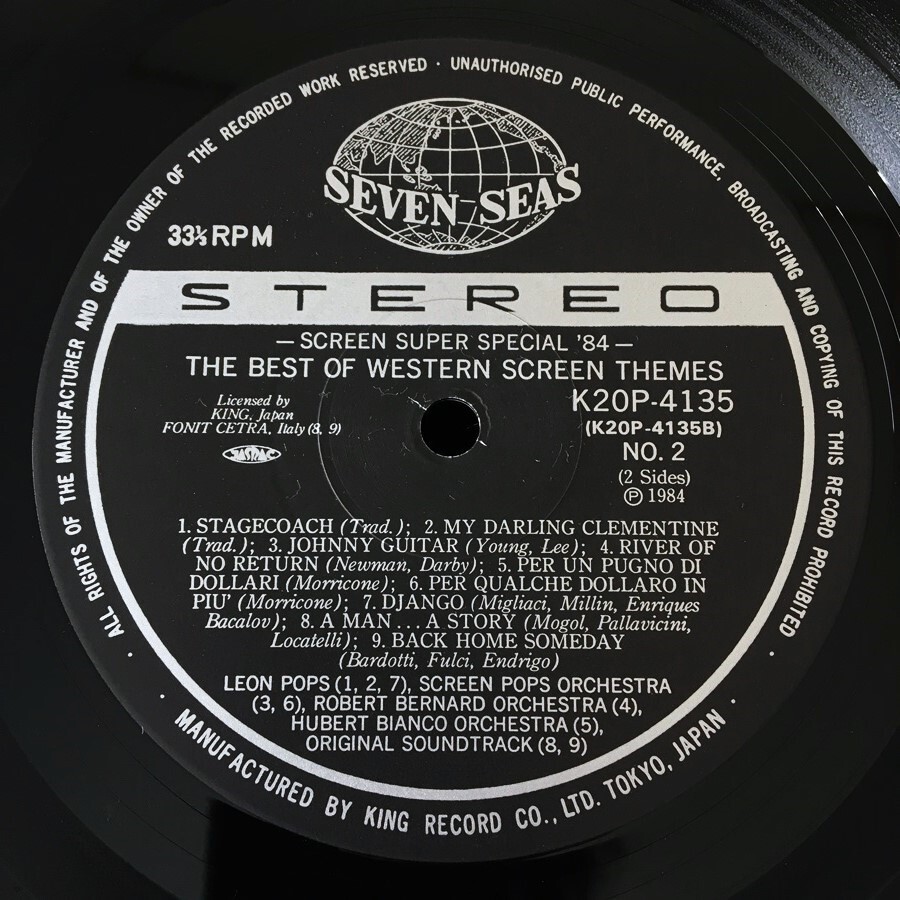 ALL RIGHTS OF THE MANUFACTURER AND OF THE OWNER OF THE RECORDED WORK RESERVED · UNAUTHORISED PUBLIC PERFORMANCE, BROADCASTING AND COPYING OF THIS RECORD PROHIBITED
SEVEN SEAS
33⅓ RPM
STEREO
— SCREEN SUPER SPECIAL '84 —
THE BEST OF WESTERN SCREEN THEMES
Licensed by
KING, Japan
FONIT CETRA, Italy (8, 9)
JASRAC
K20P-4135
(K20P-4135B)
NO. 2
(2 Sides)
℗ 1984
1. STAGECOACH (Trad.); 2. MY DARLING CLEMENTINE
(Trad.); 3. JOHNNY GUITAR (Young, Lee); 4. RIVER OF
NO RETURN (Newman, Darby); 5. PER UN PUGNO DI
DOLLARI (Morricone); 6. PER QUALCHE DOLLARO IN
PIU' (Morricone); 7. DJANGO (Migliaci, Millin, Enriques
Bacalov); 8. A MAN... A STORY (Mogol, Pallavicini,
Locatelli); 9. BACK HOME SOMEDAY
(Bardotti, Fulci, Endrigo)
LEON POPS (1, 2, 7), SCREEN POPS ORCHESTRA
(3, 6), ROBERT BERNARD ORCHESTRA (4),
HUBERT BIANCO ORCHESTRA (5),
ORIGINAL SOUNDTRACK (8, 9)
· MANUFACTURED BY KING RECORD CO., LTD. TOKYO, JAPAN ·